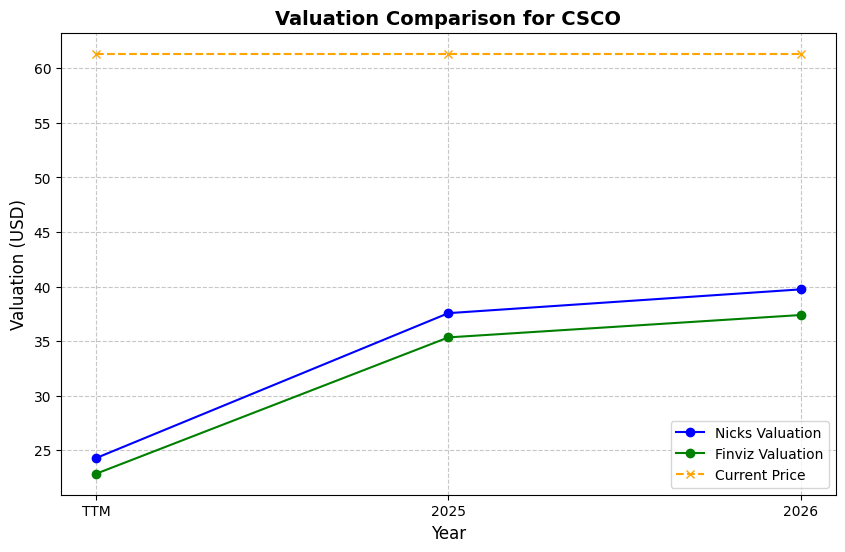 Valuation Comparison for CSCO
Valuation (USD)
60
55
50
45
40
35
30
25
TTM
2025
2026
Year
Nicks Valuation
Finviz Valuation
Current Price